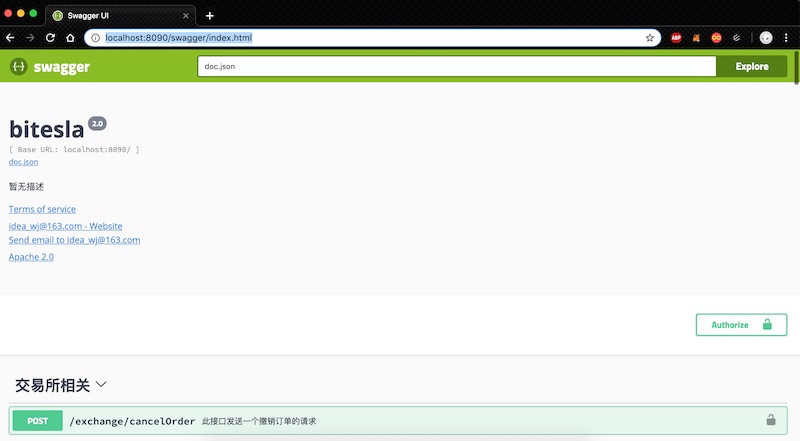 Swagger UI
localhost:8090/swagger/index.html
ABP
swagger
doc.json
Explore
bitesla 2.0
[ Base URL: localhost:8090/ ]
doc.json
暂无描述
Terms of service
idea_wj@163.com - Website
Send email to idea_wj@163.com
Apache 2.0
Authorize
交易所相关
POST /exchange/cancelOrder 此接口发送一个撤销订单的请求